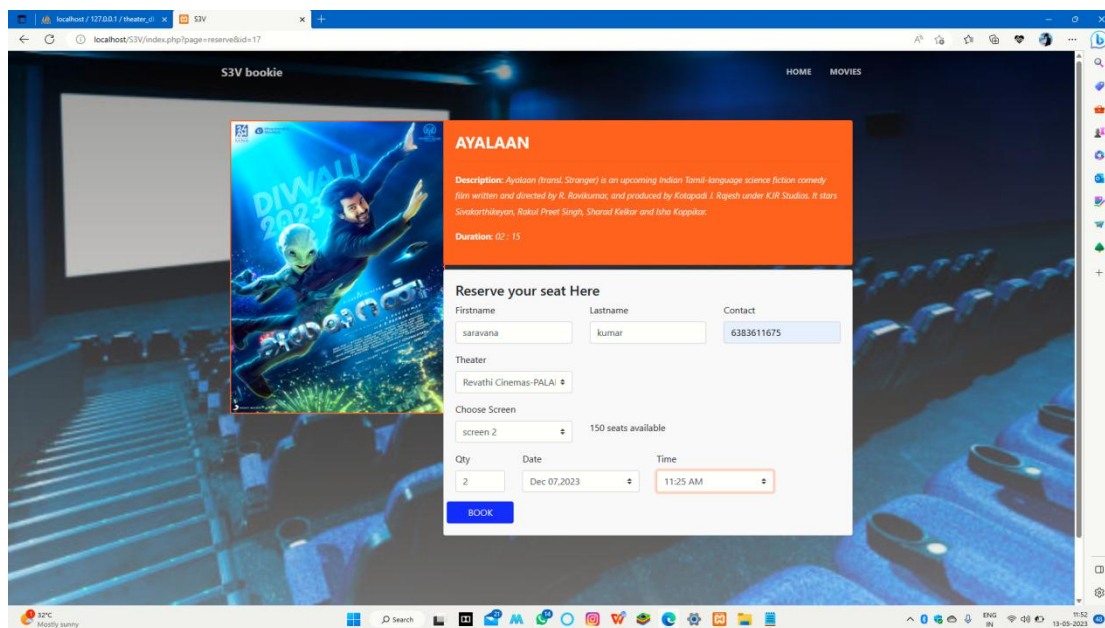 localhost / 127.0.0.1 / theater_d
S3V
localhost/S3V/index.php?page=reserve&id=17
S3V bookie
HOME
MOVIES
DIWALI
2023
அயலான்
AYALAAN
Description: Ayalaan (transl. Stranger) is an upcoming Indian Tamil-language science fiction comedy
film written and directed by R. Ravikumar, and produced by Kotapadi J. Rajesh under KJR Studios. It stars
Sivakarthikeyan, Rakul Preet Singh, Sharad Kelkar and Isha Koppikar.
Duration: 02 : 15
Reserve your seat Here
Firstname
Lastname
Contact
saravana
kumar
6383611675
Theater
Revathi Cinemas-PALA
Choose Screen
screen 2
150 seats available
Qty
Date
Time
2
Dec 07,2023
11:25 AM
BOOK
32°C
Mostly sunny
Search
ENG
IN
11:52
13-05-2023